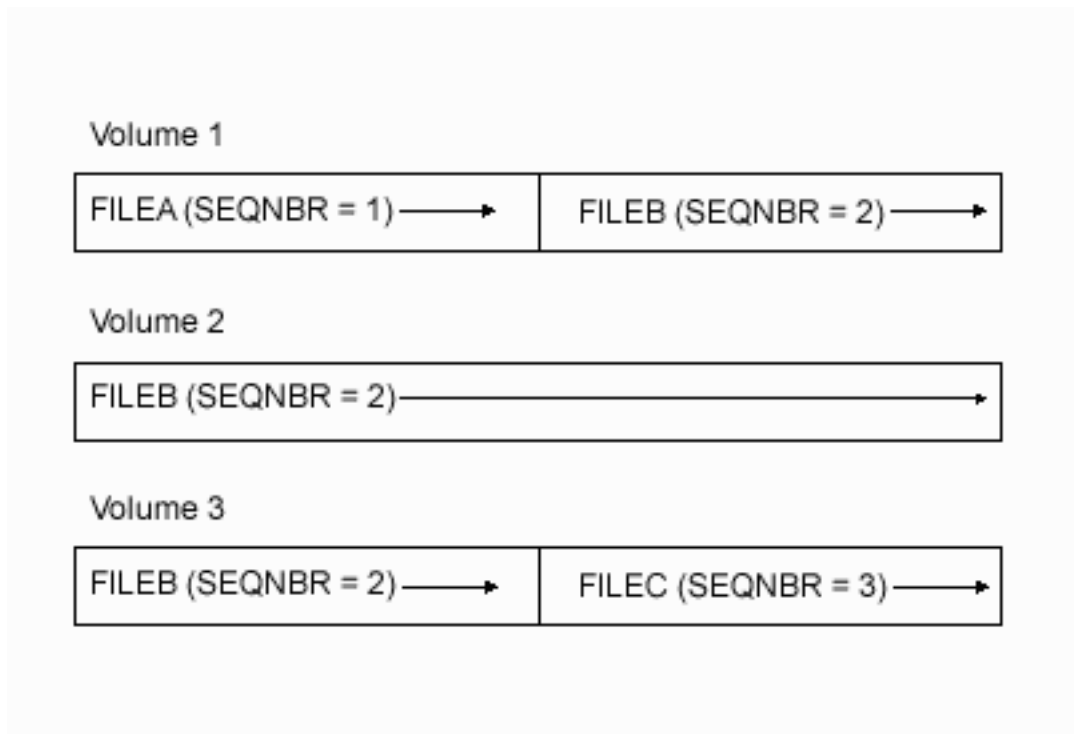 Volume 1
FILEA (SEQNBR = 1) FILEB (SEQNBR = 2)
Volume 2
FILEB (SEQNBR = 2)
Volume 3
FILEB (SEQNBR = 2) FILEC (SEQNBR = 3)